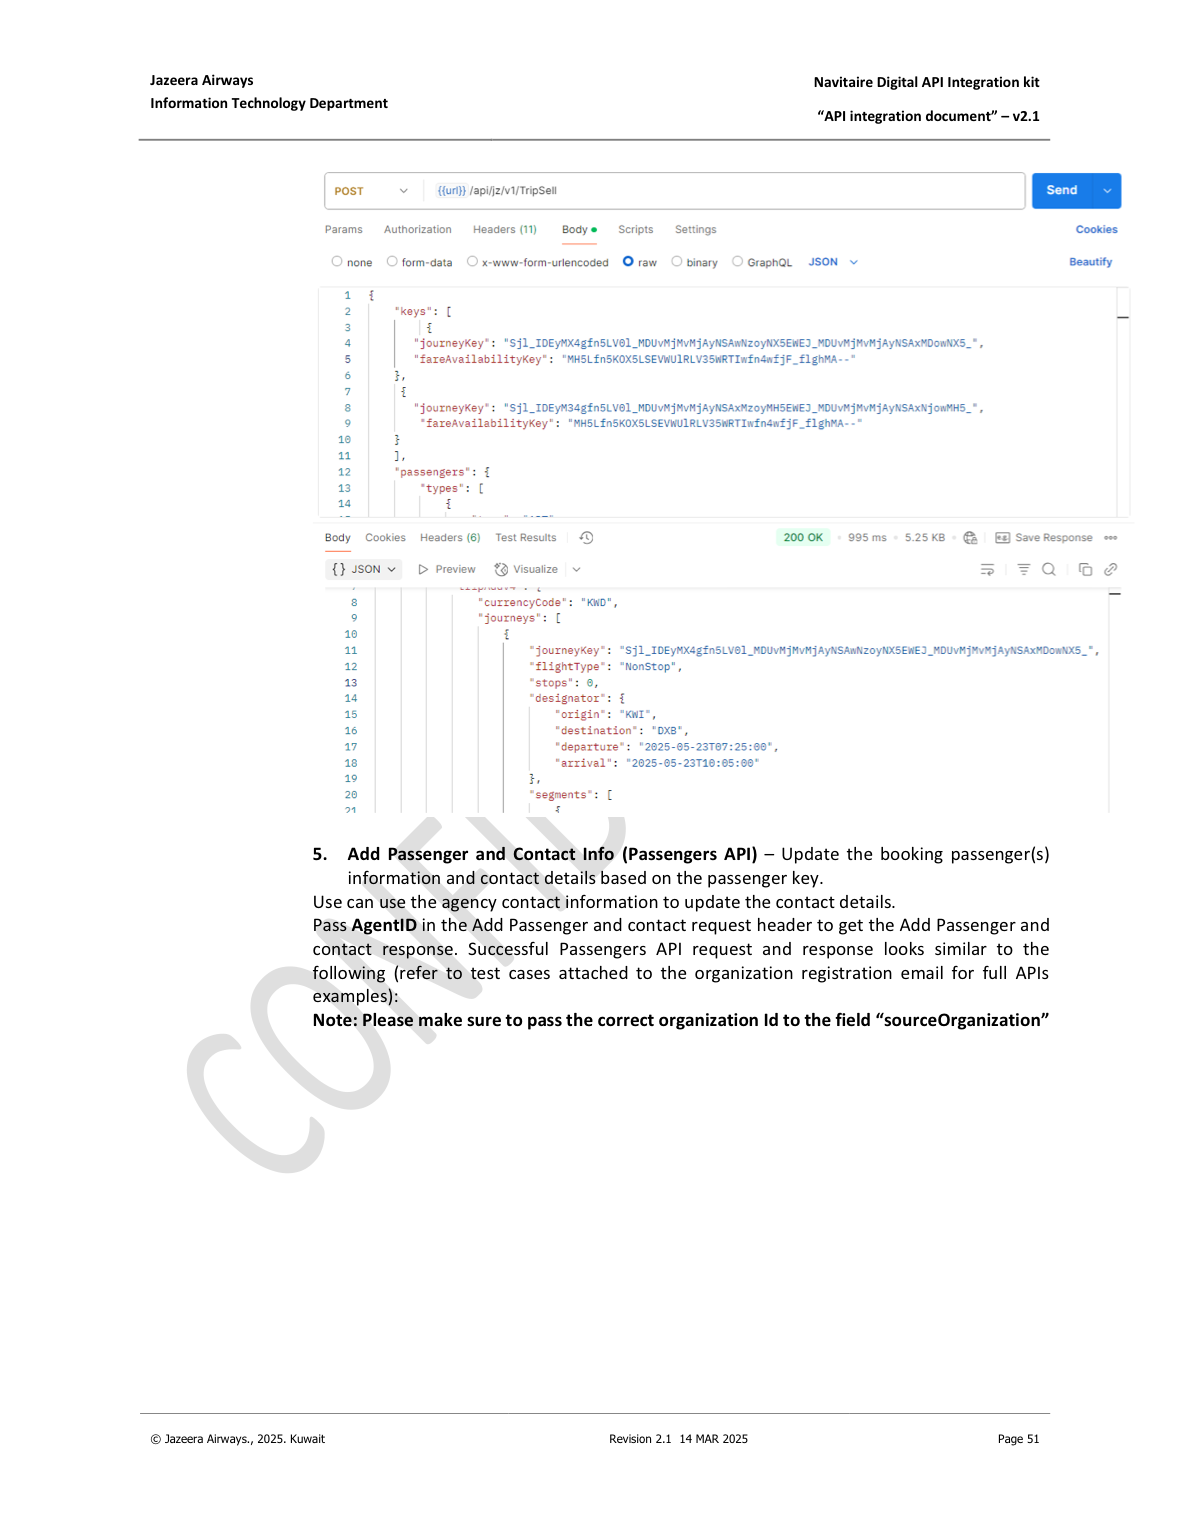 Jazeera Airways
Information Technology Department
Navitaire Digital API Integration kit
“API integration document” – v2.1
POST {{url}} /api/jz/v1/TripSell Send
Params Authorization Headers (11) Body Scripts Settings Cookies
none form-data x-www-form-urlencoded raw binary GraphQL JSON Beautify
1 {
2 "keys": [
3 {
4 "journeyKey": "Sjl_IDEyMX4gfn5LV0l_MDUvMjMvMjAyNSAwNzoyNX5EWEJ_MDUvMjMvMjAyNSAxMDowNX5_",
5 "fareAvailabilityKey": "MH5Lfn5KOX5LSEVWUlRLV35WRTIwfn4wfjF_flghMA--"
6 },
7 {
8 "journeyKey": "Sjl_IDEyM34gfn5LV0l_MDUvMjMvMjAyNSAxMzoyMH5EWEJ_MDUvMjMvMjAyNSAxNjowMH5_",
9 "fareAvailabilityKey": "MH5Lfn5KOX5LSEVWUlRLV35WRTIwfn4wfjF_flghMA--"
10 }
11 ],
12 "passengers": {
13 "types": [
14 {
Body Cookies Headers (6) Test Results 200 OK 995 ms 5.25 KB Save Response
{} JSON Preview Visualize
8 "currencyCode": "KWD",
9 "journeys": [
10 {
11 "journeyKey": "Sjl_IDEyMX4gfn5LV0l_MDUvMjMvMjAyNSAwNzoyNX5EWEJ_MDUvMjMvMjAyNSAxMDowNX5_",
12 "flightType": "NonStop",
13 "stops": 0,
14 "designator": {
15 "origin": "KWI",
16 "destination": "DXB",
17 "departure": "2025-05-23T07:25:00",
18 "arrival": "2025-05-23T10:05:00"
19 },
20 "segments": [
21 {
5. Add Passenger and Contact Info (Passengers API) – Update the booking passenger(s)
information and contact details based on the passenger key.
Use can use the agency contact information to update the contact details.
Pass AgentID in the Add Passenger and contact request header to get the Add Passenger and
contact response. Successful Passengers API request and response looks similar to the
following (refer to test cases attached to the organization registration email for full APIs
examples):
Note: Please make sure to pass the correct organization Id to the field “sourceOrganization”
© Jazeera Airways., 2025. Kuwait
Revision 2.1 14 MAR 2025
Page 51